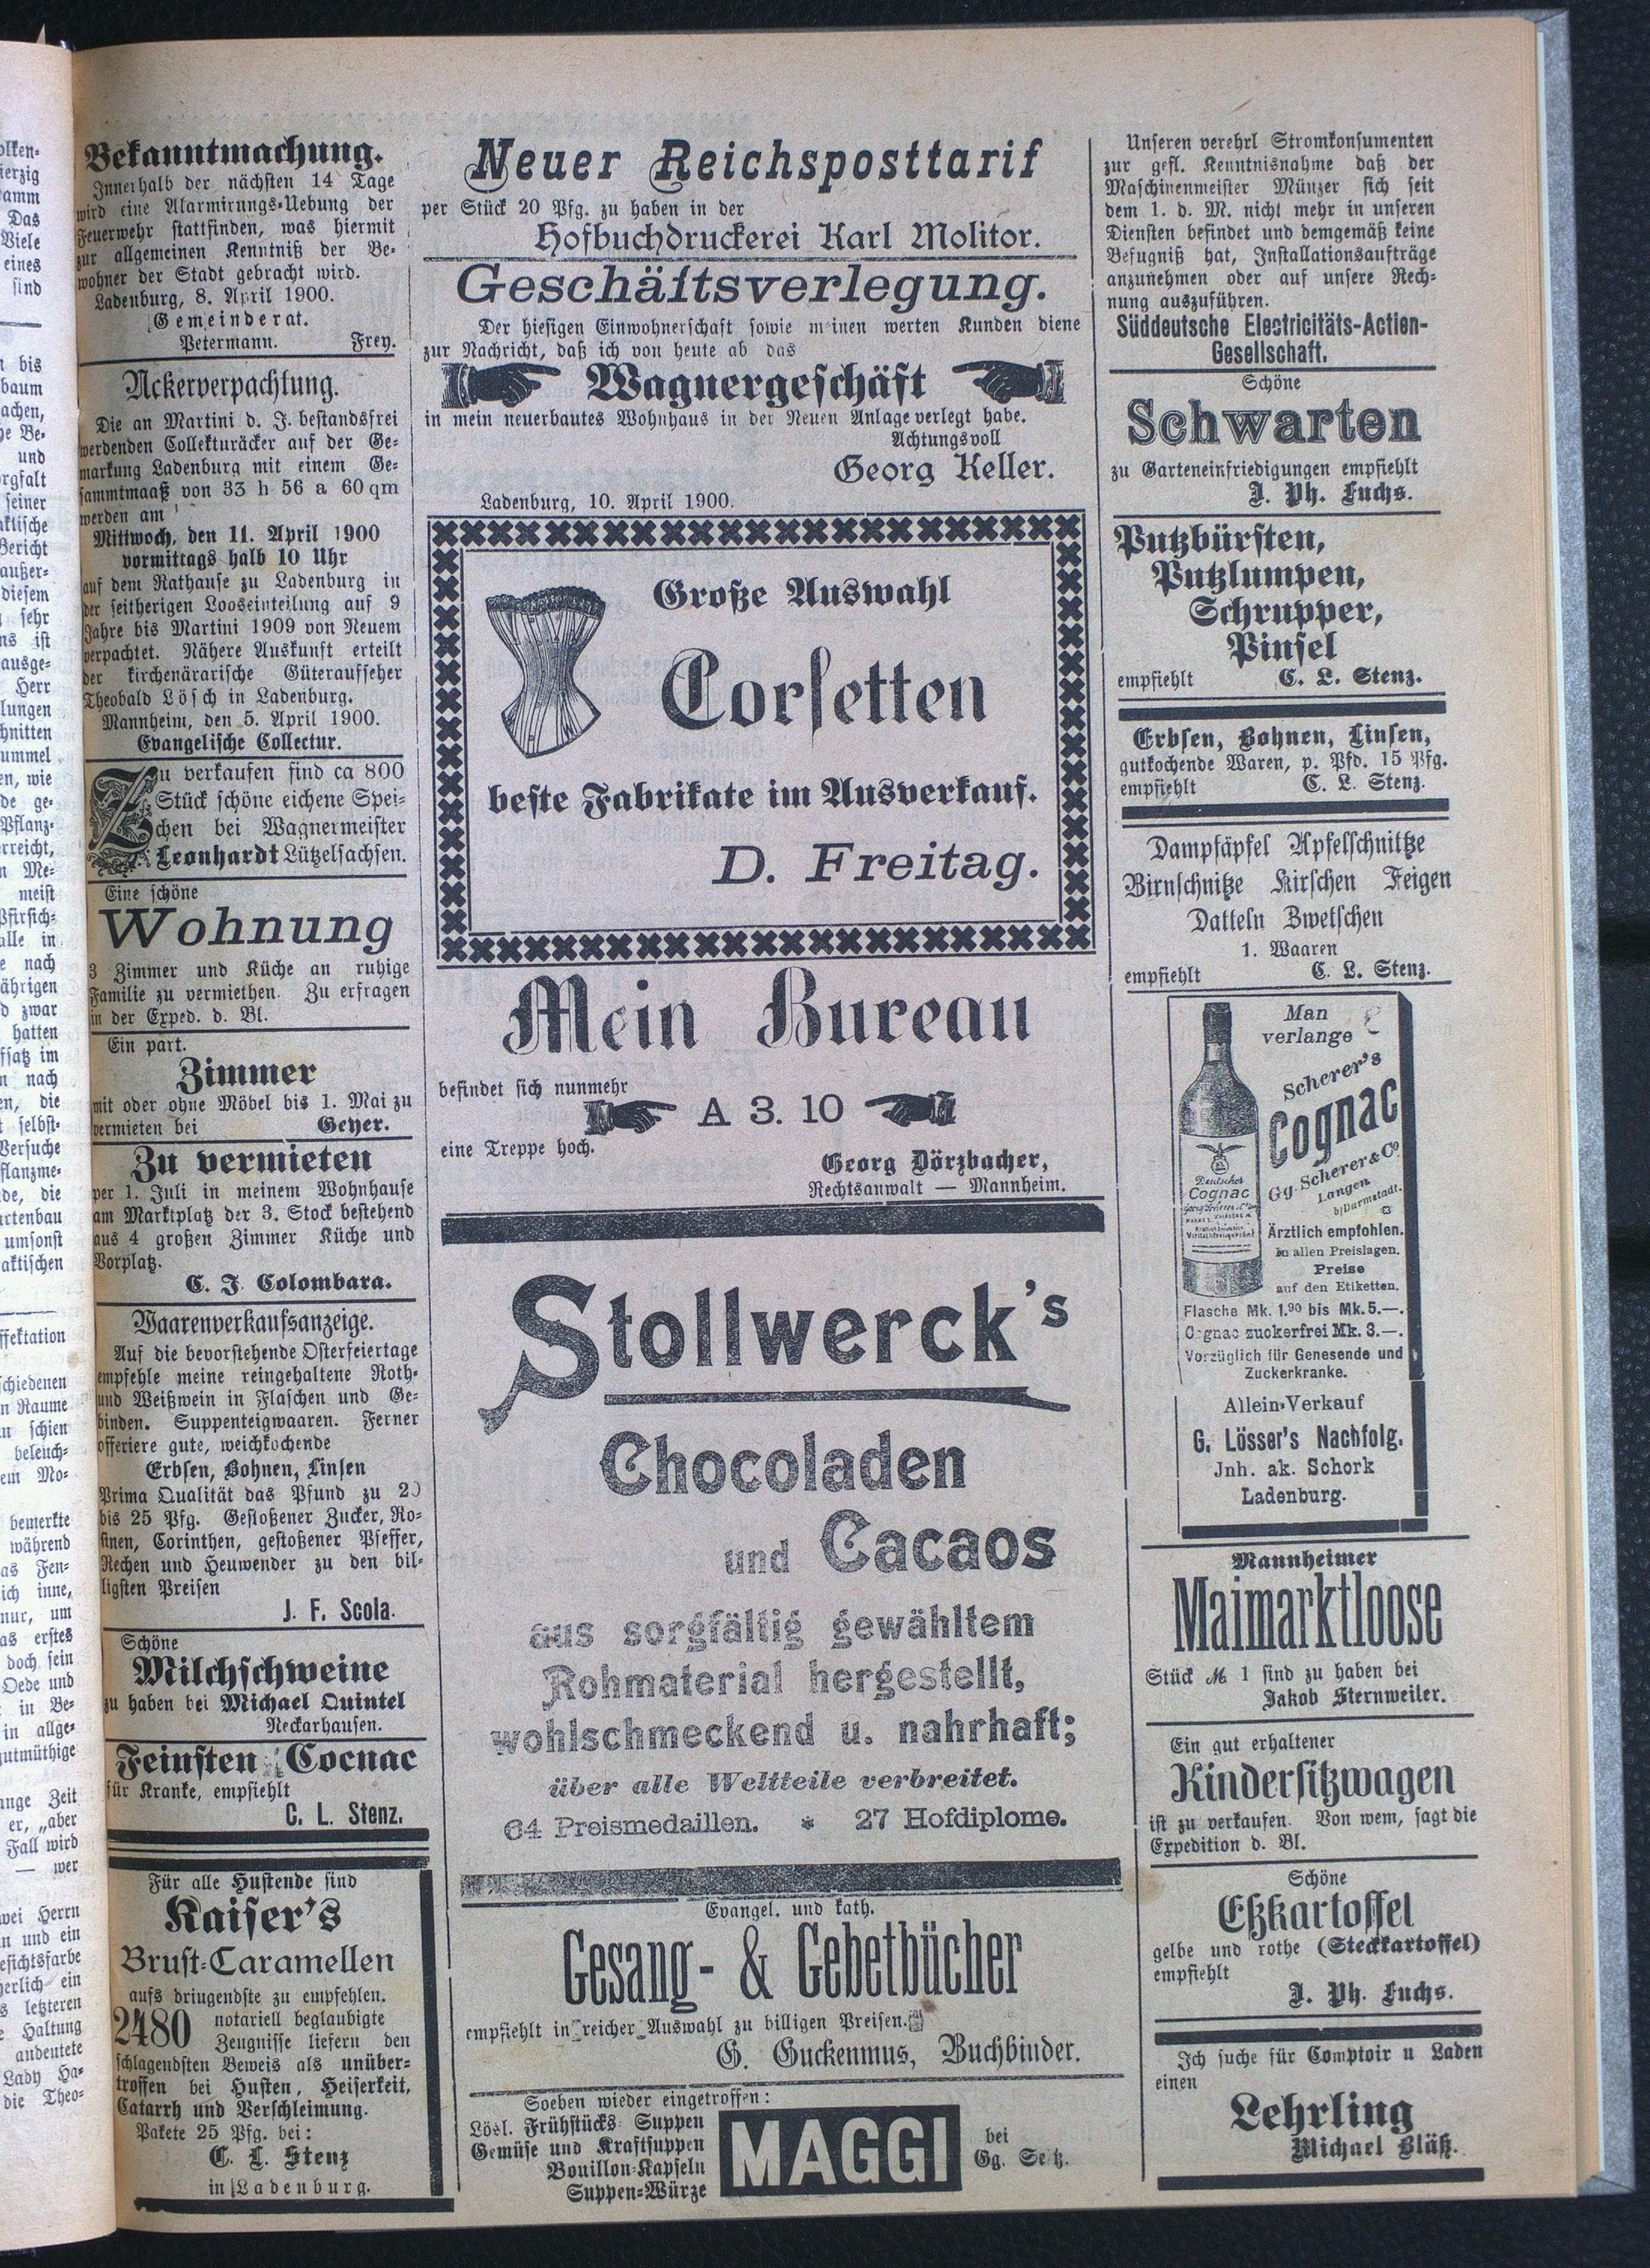 Bekanntmachung.
Innerhalb der nächsten 14 Tage
wird eine Alarmirungs-Uebung der
Feuerwehr stattfinden, was hiermit
zur allgemeinen Kenntniß der Be-
wohner der Stadt gebracht wird.
Ladenburg, 8. April 1900.
Gemeinderat.
Petermann. Frey.
Ackerverpachtung.
Die an Martini d. J. bestandsfrei
werdenden Collekturäcker auf der Ge-
markung Ladenburg mit einem Ge-
sammtmaaß von 33 h 56 a 60 qm
werden am
Mittwoch, den 11. April 1900
vormittags halb 10 Uhr
auf dem Rathause zu Ladenburg in
der seitherigen Looseinteilung auf 9
Jahre bis Martini 1909 von Neuem
verpachtet. Nähere Auskunft erteilt
der kirchenärarische Güteraufseher
Theobald Lösch in Ladenburg.
Mannheim, den 5. April 1900.
Evangelische Collectur.
Zu verkaufen sind ca 800
Stück schöne eichene Spei-
chen bei Wagnermeister
Leonhardt Lützelsachsen.
Eine schöne
Wohnung
3 Zimmer und Küche an ruhige
Familie zu vermiethen. Zu erfragen
in der Exped. d. Bl.
Ein part.
Zimmer
mit oder ohne Möbel bis 1. Mai zu
vermieten bei Geyer.
Zu vermieten
per 1. Juli in meinem Wohnhause
am Marktplatz der 3. Stock bestehend
aus 4 großen Zimmer Küche und
Vorplatz.
C. J. Colombara.
Waarenverkaufsanzeige.
Auf die bevorstehende Osterfeiertage
empfehle meine reingehaltene Roth-
und Weißwein in Flaschen und Ge-
binden. Suppenteigwaaren. Ferner
offeriere gute, weichkochende
Erbsen, Bohnen, Linsen
Prima Qualität das Pfund zu 20
bis 25 Pfg. Gestoßener Zucker, Ro-
sinen, Corinthen, gestoßener Pfeffer,
Rechen und Heuwender zu den bil-
ligsten Preisen
J. F. Scola.
Schöne
Milchschweine
zu haben bei Michael Quintel
Neckarhausen.
Feinsten Cocnac
für Kranke, empfiehlt
C. L. Stenz.
Für alle Hustende sind
Kaiser's
Brust-Caramellen
aufs dringendste zu empfehlen.
2480 notariell beglaubigte
Zeugnisse liefern den
schlagendsten Beweis als unüber-
troffen bei Husten, Heiserkeit,
Catarrh und Verschleimung.
Pakete 25 Pfg. bei:
C. L. Stenz
in Ladenburg.
Neuer Reichsposttarif
per Stück 20 Pfg. zu haben in der
Hofbuchdruckerei Karl Molitor.
Geschäftsverlegung.
Der hiesigen Einwohnerschaft sowie meinen werten Kunden diene
zur Nachricht, daß ich von heute ab das
Wagnergeschäft
in mein neuerbautes Wohnhaus in der Neuen Anlage verlegt habe.
Achtungsvoll
Georg Keller.
Ladenburg, 10. April 1900.
Große Auswahl
Corsetten
beste Fabrikate im Ausverkauf.
D. Freitag.
Mein Bureau
befindet sich nunmehr
A 3. 10
eine Treppe hoch.
Georg Dörzbacher,
Rechtsanwalt — Mannheim.
Stollwerck's
Chocoladen
und Cacaos
aus sorgfältig gewähltem
Rohmaterial hergestellt,
wohlschmeckend u. nahrhaft;
über alle Weltteile verbreitet.
64 Preismedaillen. * 27 Hofdiplome.
Evangel. und kath.
Gesang- & Gebetbücher
empfiehlt in reicher Auswahl zu billigen Preisen.
G. Guckenmus, Buchbinder.
Soeben wieder eingetroffen:
Lösl. Frühstücks Suppen
Gemüse und Kraftsuppen
Bouillon-Kapseln
Suppen-Würze
MAGGI
bei
Gg. Seitz.
Unseren verehrl Stromkonsumenten
zur gefl. Kenntnisnahme daß der
Maschinenmeister Münzer sich seit
dem 1. d. M. nicht mehr in unseren
Diensten befindet und demgemäß keine
Befugniß hat, Installationsaufträge
anzunehmen oder auf unsere Rech-
nung auszuführen.
Süddeutsche Electricitäts-Actien-
Gesellschaft.
Schöne
Schwarten
zu Garteneinfriedigungen empfiehlt
J. Ph. Fuchs.
Putzbürsten,
Putzlumpen,
Schrupper,
Pinsel
empfiehlt C. L. Stenz.
Erbsen, Bohnen, Linsen,
gutkochende Waren, p. Pfd. 15 Pfg.
empfiehlt C. L. Stenz.
Dampfäpfel Apfelschnitze
Birnschnitze Kirschen Feigen
Datteln Zwetschen
1. Waaren
empfiehlt C. L. Stenz.
Man
verlange
Scherer's
Cognac
Gg. Scherer & Co
Langen
b/Darmstadt.
Deutscher
Cognac
Ärztlich empfohlen.
in allen Preislagen.
Preise
auf den Etiketten.
Flasche Mk. 1.90 bis Mk. 5.—.
Cognac zuckerfrei Mk. 3.—.
Vorzüglich für Genesende und
Zuckerkranke.
Allein-Verkauf
G. Lösser's Nachfolg.
Jnh. ak. Schork
Ladenburg.
Mannheimer
Maimarktloose
Stück M 1 sind zu haben bei
Jakob Sternweiler.
Ein gut erhaltener
Kindersitzwagen
ist zu verkaufen. Von wem, sagt die
Expedition d. Bl.
Schöne
Eßkartoffel
gelbe und rothe (Steckkartoffel)
empfiehlt
J. Ph. Fuchs.
Ich suche für Comptoir u Laden
einen
Lehrling
Michael Bläß.